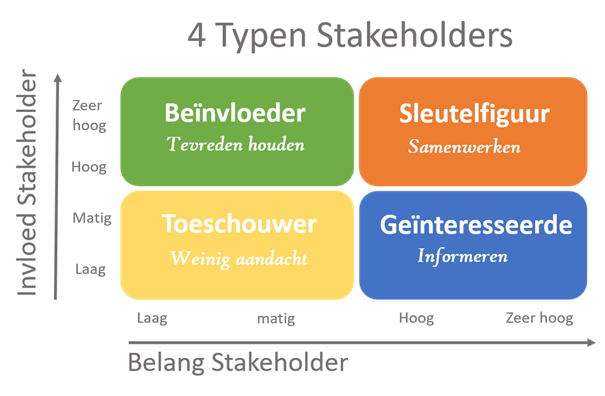 4 Typen Stakeholders
Invloed Stakeholder
Zeer
hoog
Hoog
Matig
Laag
Beïnvloeder
Tevreden houden
Sleutelfiguur
Samenwerken
Toeschouwer
Weinig aandacht
Geïnteresseerde
Informeren
Laag
matig
Hoog
Zeer hoog
Belang Stakeholder